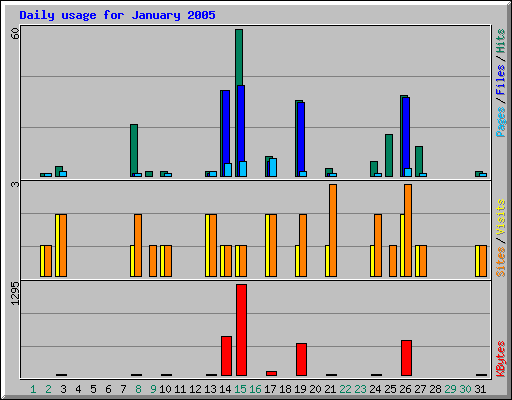 Daily usage for January 2005
60
3
1295
Pages/Files/Hits
Sites/Visits
KBytes
1 2 3 4 5 6 7 8 9 10 11 12 13 14 15 16 17 18 19 20 21 22 23 24 25 26 27 28 29 30 31